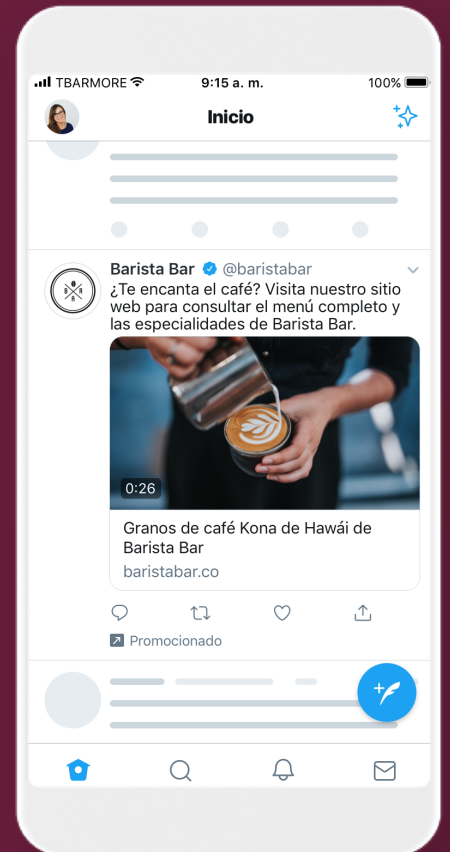 TBARMORE 9:15 a. m. 100%
Inicio
Barista Bar @baristabar
¿Te encanta el café? Visita nuestro sitio
web para consultar el menú completo y
las especialidades de Barista Bar.
0:26
Granos de café Kona de Hawái de
Barista Bar
baristabar.co
Promocionado